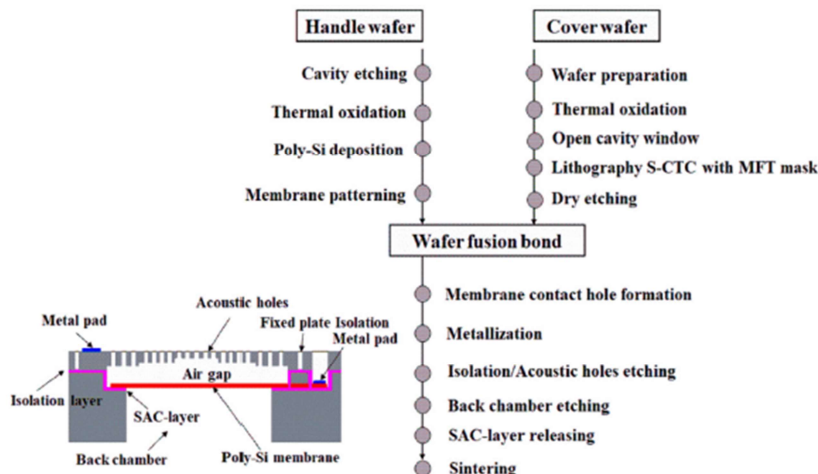 Handle wafer
Cover wafer
Cavity etching
Thermal oxidation
Poly-Si deposition
Membrane patterning
Wafer preparation
Thermal oxidation
Open cavity window
Lithography S-CTC with MFT mask
Dry etching
Wafer fusion bond
Membrane contact hole formation
Metallization
Isolation/Acoustic holes etching
Back chamber etching
SAC-layer releasing
Sintering
Acoustic holes
Metal pad
Fixed plate Isolation
Metal pad
Air gap
Isolation layer
SAC-layer
Back chamber
Poly-Si membrane